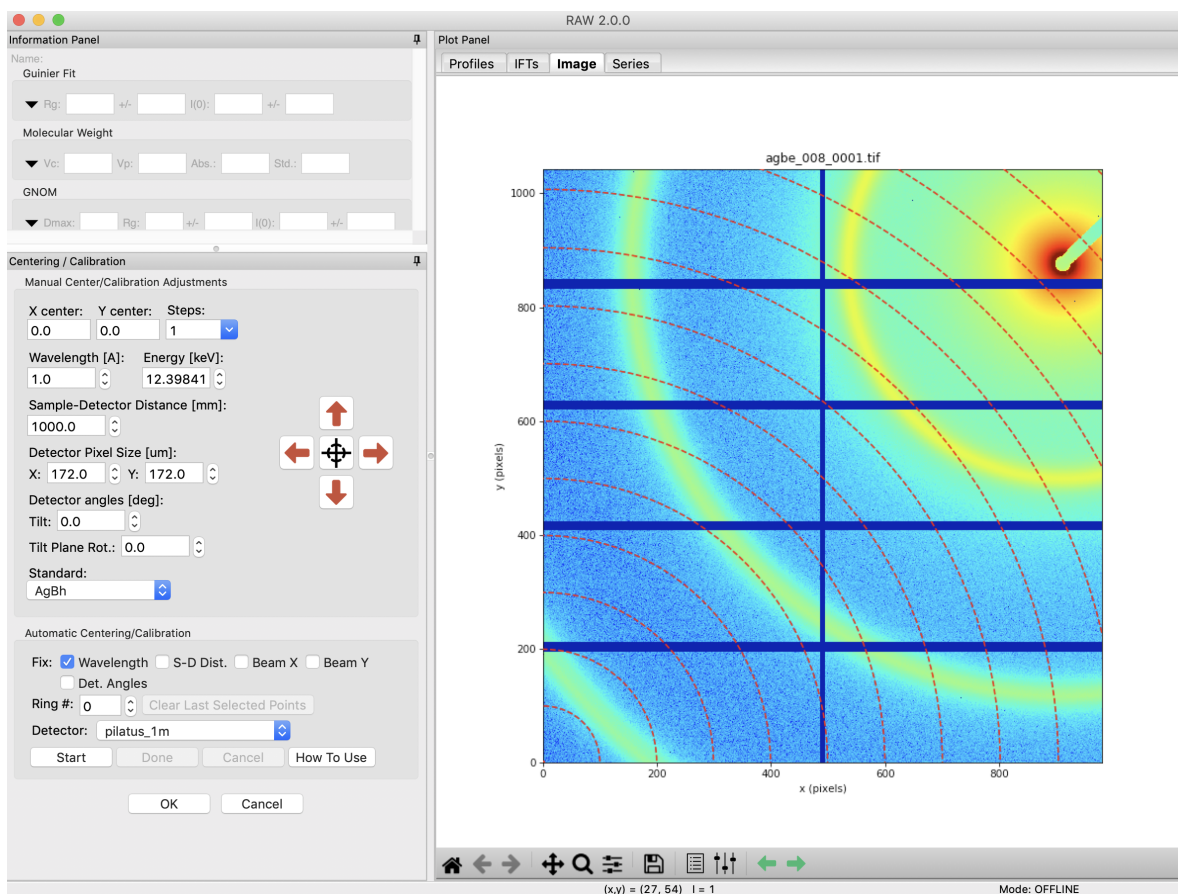 RAW 2.0.0
Information Panel
Name:
Guinier Fit
Rg: +/- I(0): +/-
Molecular Weight
Vc: Vp: Abs.: Std.:
GNOM
Dmax: Rg: +/- I(0): +/-
Centering / Calibration
Manual Center/Calibration Adjustments
X center: Y center: Steps:
0.0 0.0 1
Wavelength [A]: Energy [keV]:
1.0 12.39841
Sample-Detector Distance [mm]:
1000.0
Detector Pixel Size [um]:
X: 172.0 Y: 172.0
Detector angles [deg]:
Tilt: 0.0
Tilt Plane Rot.: 0.0
Standard:
AgBh
Automatic Centering/Calibration
Fix: Wavelength S-D Dist. Beam X Beam Y
Det. Angles
Ring #: 0 Clear Last Selected Points
Detector: pilatus_1m
Start Done Cancel How To Use
OK Cancel
Plot Panel
Profiles IFTs Image Series
agbe_008_0001.tif
1000
800
600
400
200
0
y (pixels)
0 200 400 600 800
x (pixels)
(x,y) = (27, 54) I = 1
Mode: OFFLINE